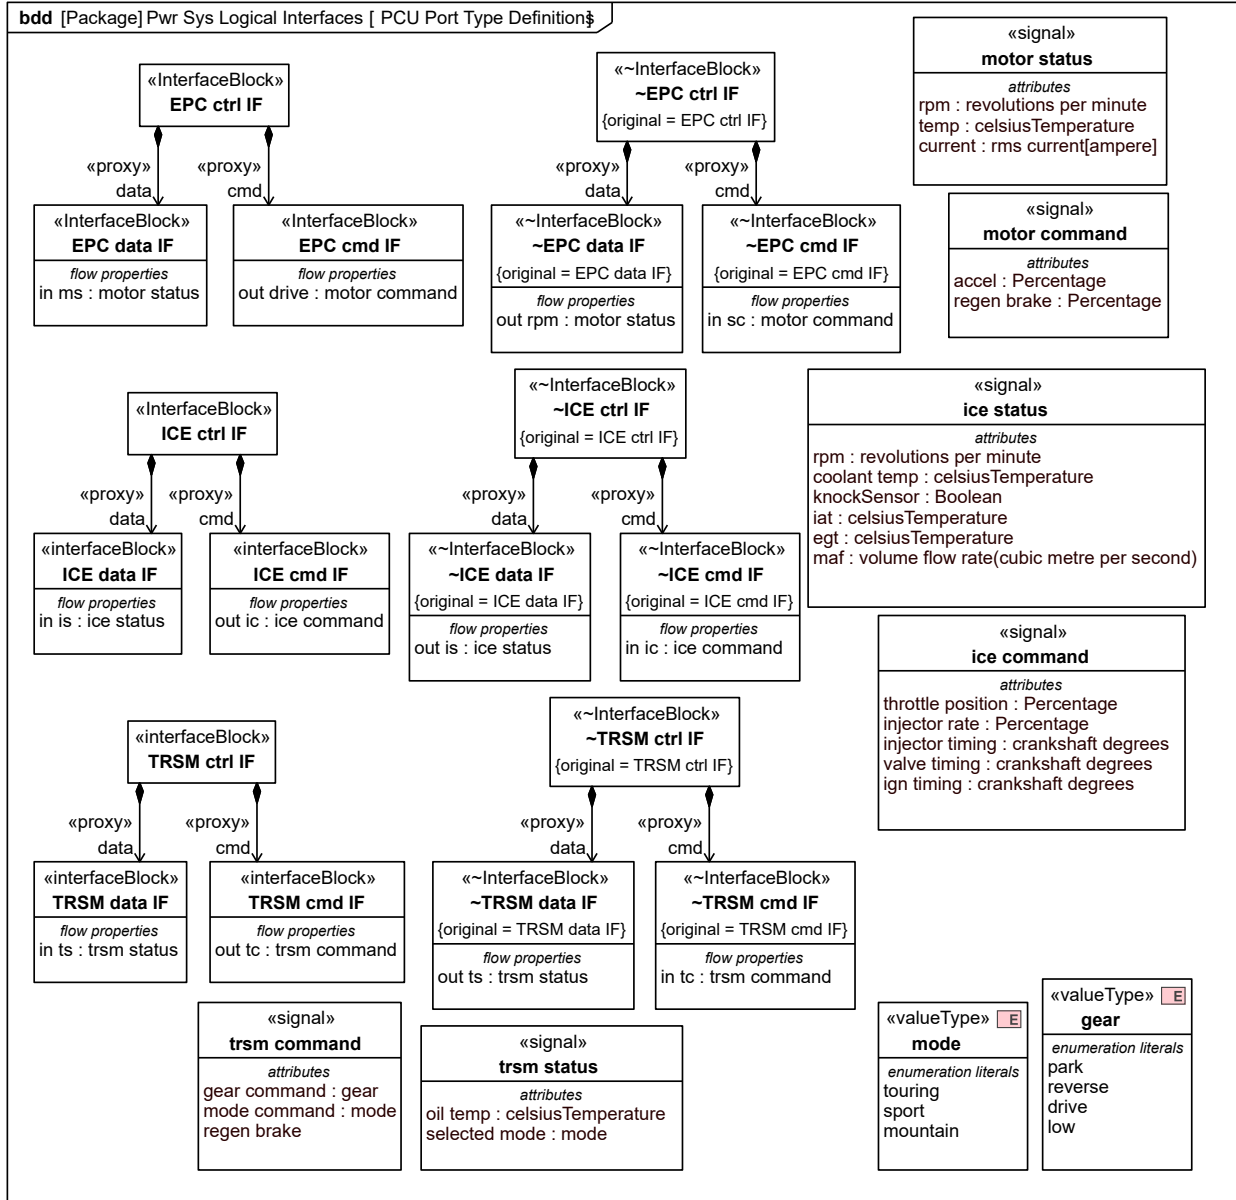 bdd [Package] Pwr Sys Logical Interfaces [ PCU Port Type Definitions]
«InterfaceBlock»
EPC ctrl IF
«proxy»
data
«proxy»
cmd
«InterfaceBlock»
EPC data IF
flow properties
in ms : motor status
«InterfaceBlock»
EPC cmd IF
flow properties
out drive : motor command
«~InterfaceBlock»
~EPC ctrl IF
{original = EPC ctrl IF}
«proxy»
data
«proxy»
cmd
«~InterfaceBlock»
~EPC data IF
{original = EPC data IF}
flow properties
out rpm : motor status
«~InterfaceBlock»
~EPC cmd IF
{original = EPC cmd IF}
flow properties
in sc : motor command
«signal»
motor status
attributes
rpm : revolutions per minute
temp : celsiusTemperature
current : rms current[ampere]
«signal»
motor command
attributes
accel : Percentage
regen brake : Percentage
«InterfaceBlock»
ICE ctrl IF
«proxy»
data
«proxy»
cmd
«interfaceBlock»
ICE data IF
flow properties
in is : ice status
«interfaceBlock»
ICE cmd IF
flow properties
out ic : ice command
«~InterfaceBlock»
~ICE ctrl IF
{original = ICE ctrl IF}
«proxy»
data
«proxy»
cmd
«~InterfaceBlock»
~ICE data IF
{original = ICE data IF}
flow properties
out is : ice status
«~InterfaceBlock»
~ICE cmd IF
{original = ICE cmd IF}
flow properties
in ic : ice command
«signal»
ice status
attributes
rpm : revolutions per minute
coolant temp : celsiusTemperature
knockSensor : Boolean
iat : celsiusTemperature
egt : celsiusTemperature
maf : volume flow rate(cubic metre per second)
«signal»
ice command
attributes
throttle position : Percentage
injector rate : Percentage
injector timing : crankshaft degrees
valve timing : crankshaft degrees
ign timing : crankshaft degrees
«interfaceBlock»
TRSM ctrl IF
«proxy»
data
«proxy»
cmd
«interfaceBlock»
TRSM data IF
flow properties
in ts : trsm status
«interfaceBlock»
TRSM cmd IF
flow properties
out tc : trsm command
«~InterfaceBlock»
~TRSM ctrl IF
{original = TRSM ctrl IF}
«proxy»
data
«proxy»
cmd
«~InterfaceBlock»
~TRSM data IF
{original = TRSM data IF}
flow properties
out ts : trsm status
«~InterfaceBlock»
~TRSM cmd IF
{original = TRSM cmd IF}
flow properties
in tc : trsm command
«signal»
trsm command
attributes
gear command : gear
mode command : mode
regen brake
«signal»
trsm status
attributes
oil temp : celsiusTemperature
selected mode : mode
«valueType» E
mode
enumeration literals
touring
sport
mountain
«valueType» E
gear
enumeration literals
park
reverse
drive
low